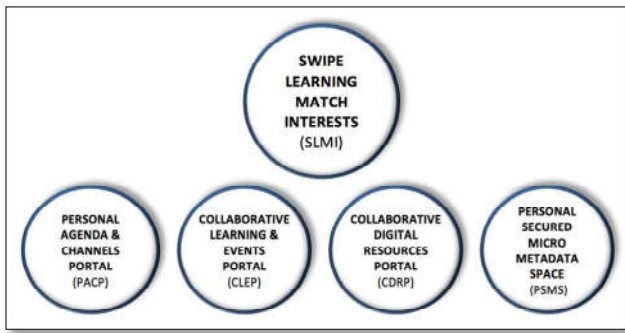 SWIPE
LEARNING
MATCH
INTERESTS
(SLMI)
PERSONAL
AGENDA &
CHANNELS
PORTAL
(PACP)
COLLABORATIVE
LEARNING &
EVENTS
PORTAL
(CLEP)
COLLABORATIVE
DIGITAL
RESOURCES
PORTAL
(CDRP)
PERSONAL
SECURED
MICRO
METADATA
SPACE
(PSMS)